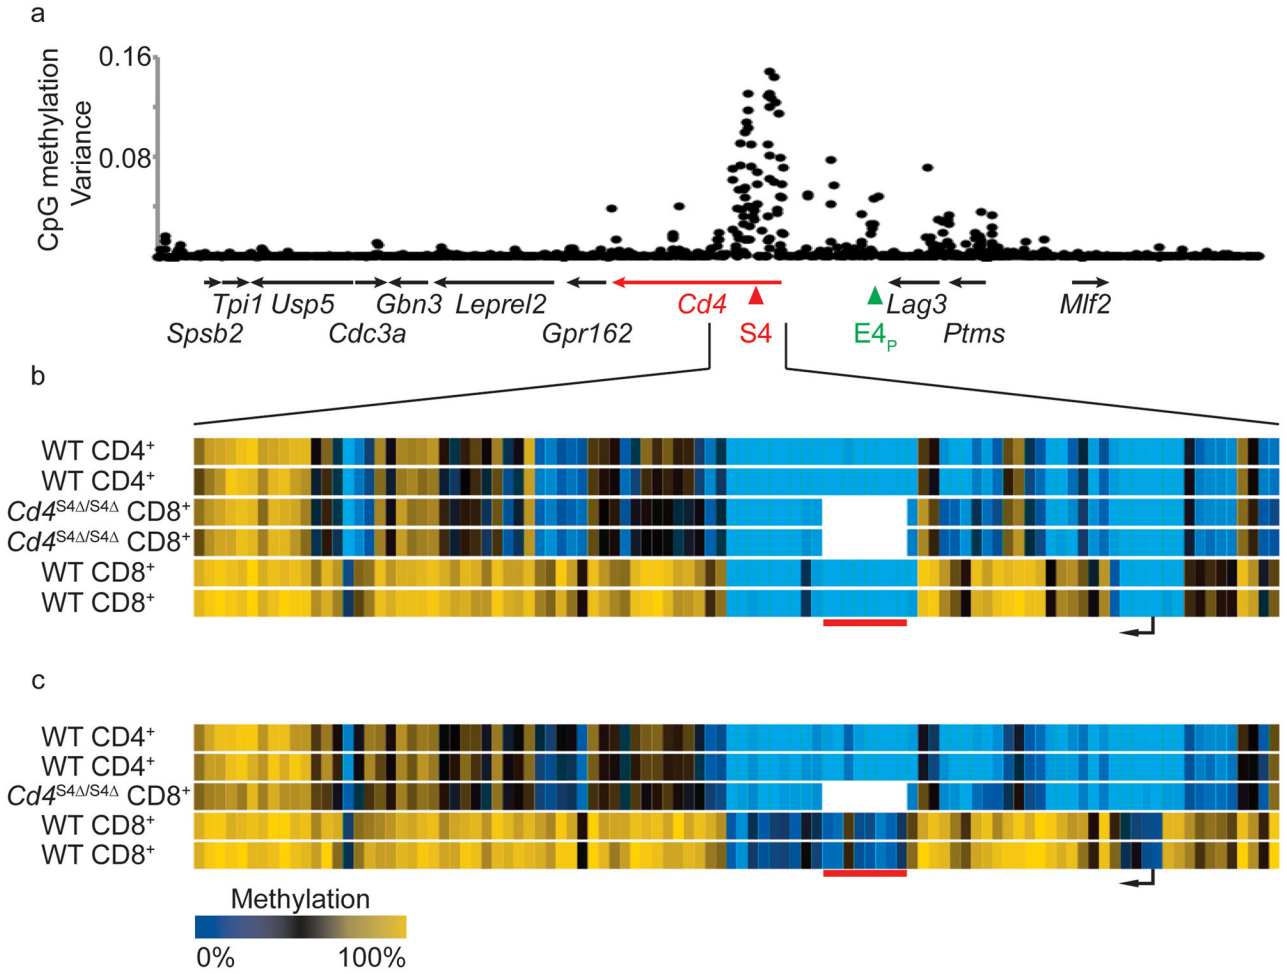 a
CpG methylation
Variance
0.16
0.08
Tpi1 Usp5 Gbn3 Leprel2 Cd4 Lag3 Mlf2
Spsb2 Cdc3a Gpr162 S4 E4P Ptms
b
WT CD4+
WT CD4+
Cd4S4Δ/S4Δ CD8+
Cd4S4Δ/S4Δ CD8+
WT CD8+
WT CD8+
c
WT CD4+
WT CD4+
Cd4S4Δ/S4Δ CD8+
WT CD8+
WT CD8+
Methylation
0% 100%